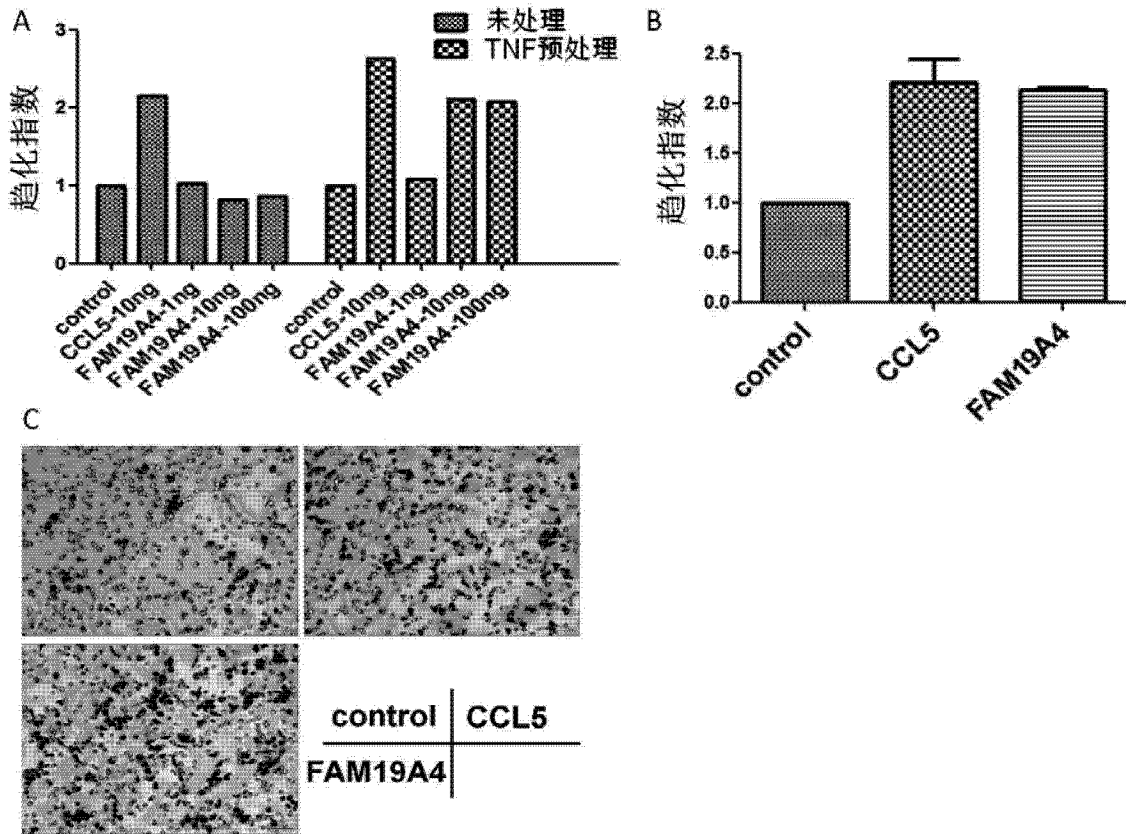 A
趋化指数
3
2
1
0
未处理
TNF预处理
control
CCL5-10ng
FAM19A4-1ng
FAM19A4-10ng
FAM19A4-100ng
control
CCL5-10ng
FAM19A4-1ng
FAM19A4-10ng
FAM19A4-100ng
B
趋化指数
2.5
2.0
1.5
1.0
0.5
0.0
control
CCL5
FAM19A4
C
control CCL5
FAM19A4